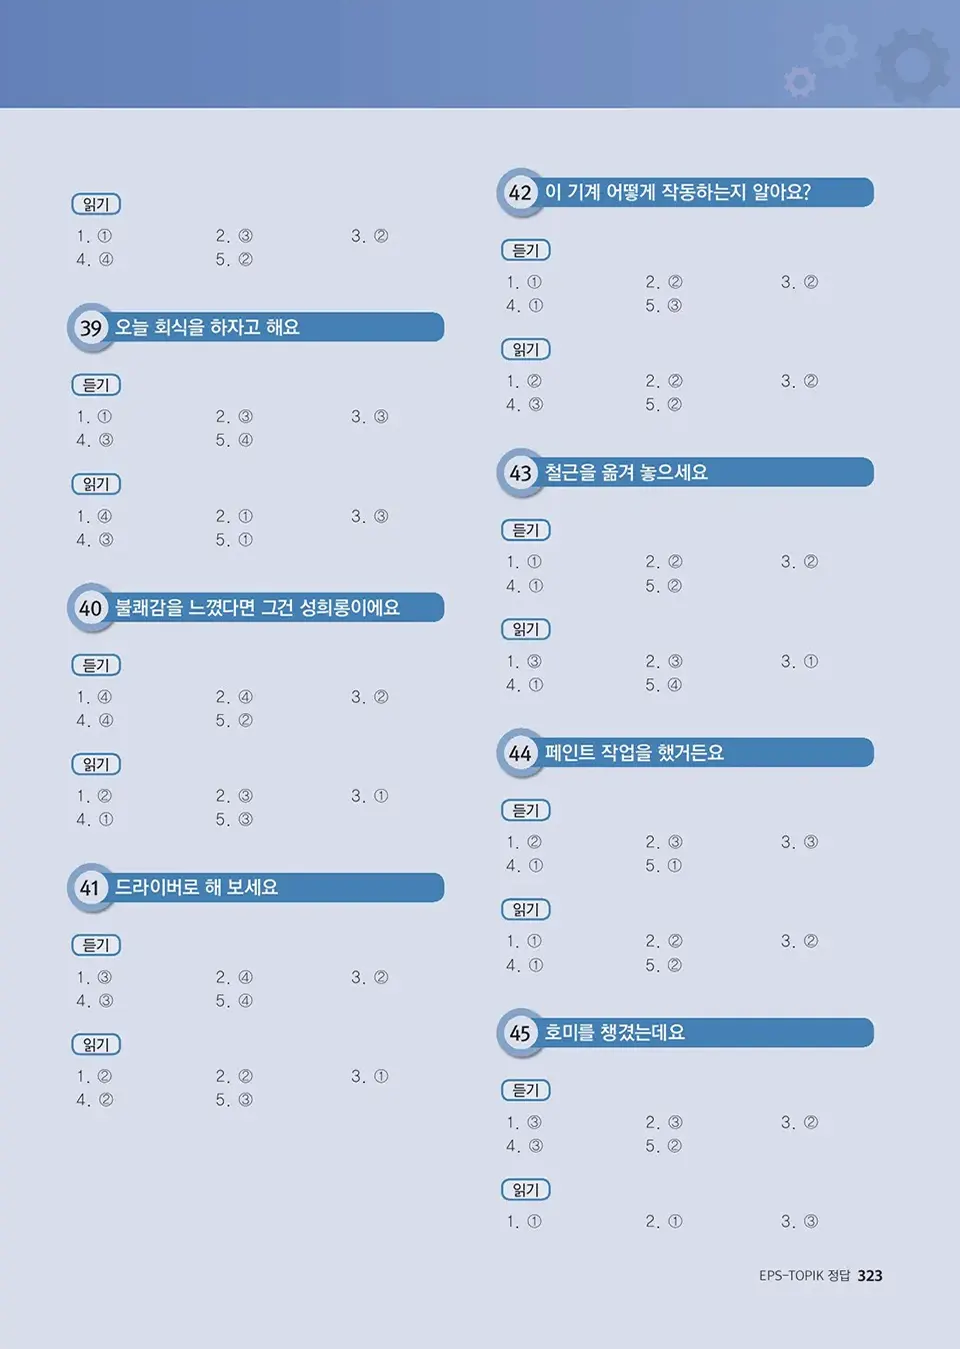 읽기
1. ① 2. ③ 3. ②
4. ④ 5. ②
39 오늘 회식을 하자고 해요
듣기
1. ① 2. ③ 3. ③
4. ③ 5. ④
읽기
1. ④ 2. ① 3. ③
4. ③ 5. ①
40 불쾌감을 느꼈다면 그건 성희롱이에요
듣기
1. ④ 2. ④ 3. ②
4. ④ 5. ②
읽기
1. ② 2. ③ 3. ①
4. ① 5. ③
41 드라이버로 해 보세요
듣기
1. ③ 2. ④ 3. ②
4. ③ 5. ④
읽기
1. ② 2. ② 3. ①
4. ② 5. ③
42 이 기계 어떻게 작동하는지 알아요?
듣기
1. ① 2. ② 3. ②
4. ① 5. ③
읽기
1. ② 2. ② 3. ②
4. ③ 5. ②
43 철근을 옮겨 놓으세요
듣기
1. ① 2. ② 3. ②
4. ① 5. ②
읽기
1. ③ 2. ③ 3. ①
4. ① 5. ④
44 페인트 작업을 했거든요
듣기
1. ② 2. ③ 3. ③
4. ① 5. ①
읽기
1. ① 2. ② 3. ②
4. ① 5. ②
45 호미를 챙겼는데요
듣기
1. ③ 2. ③ 3. ②
4. ③ 5. ②
읽기
1. ① 2. ① 3. ③
EPS-TOPIK 정답 323